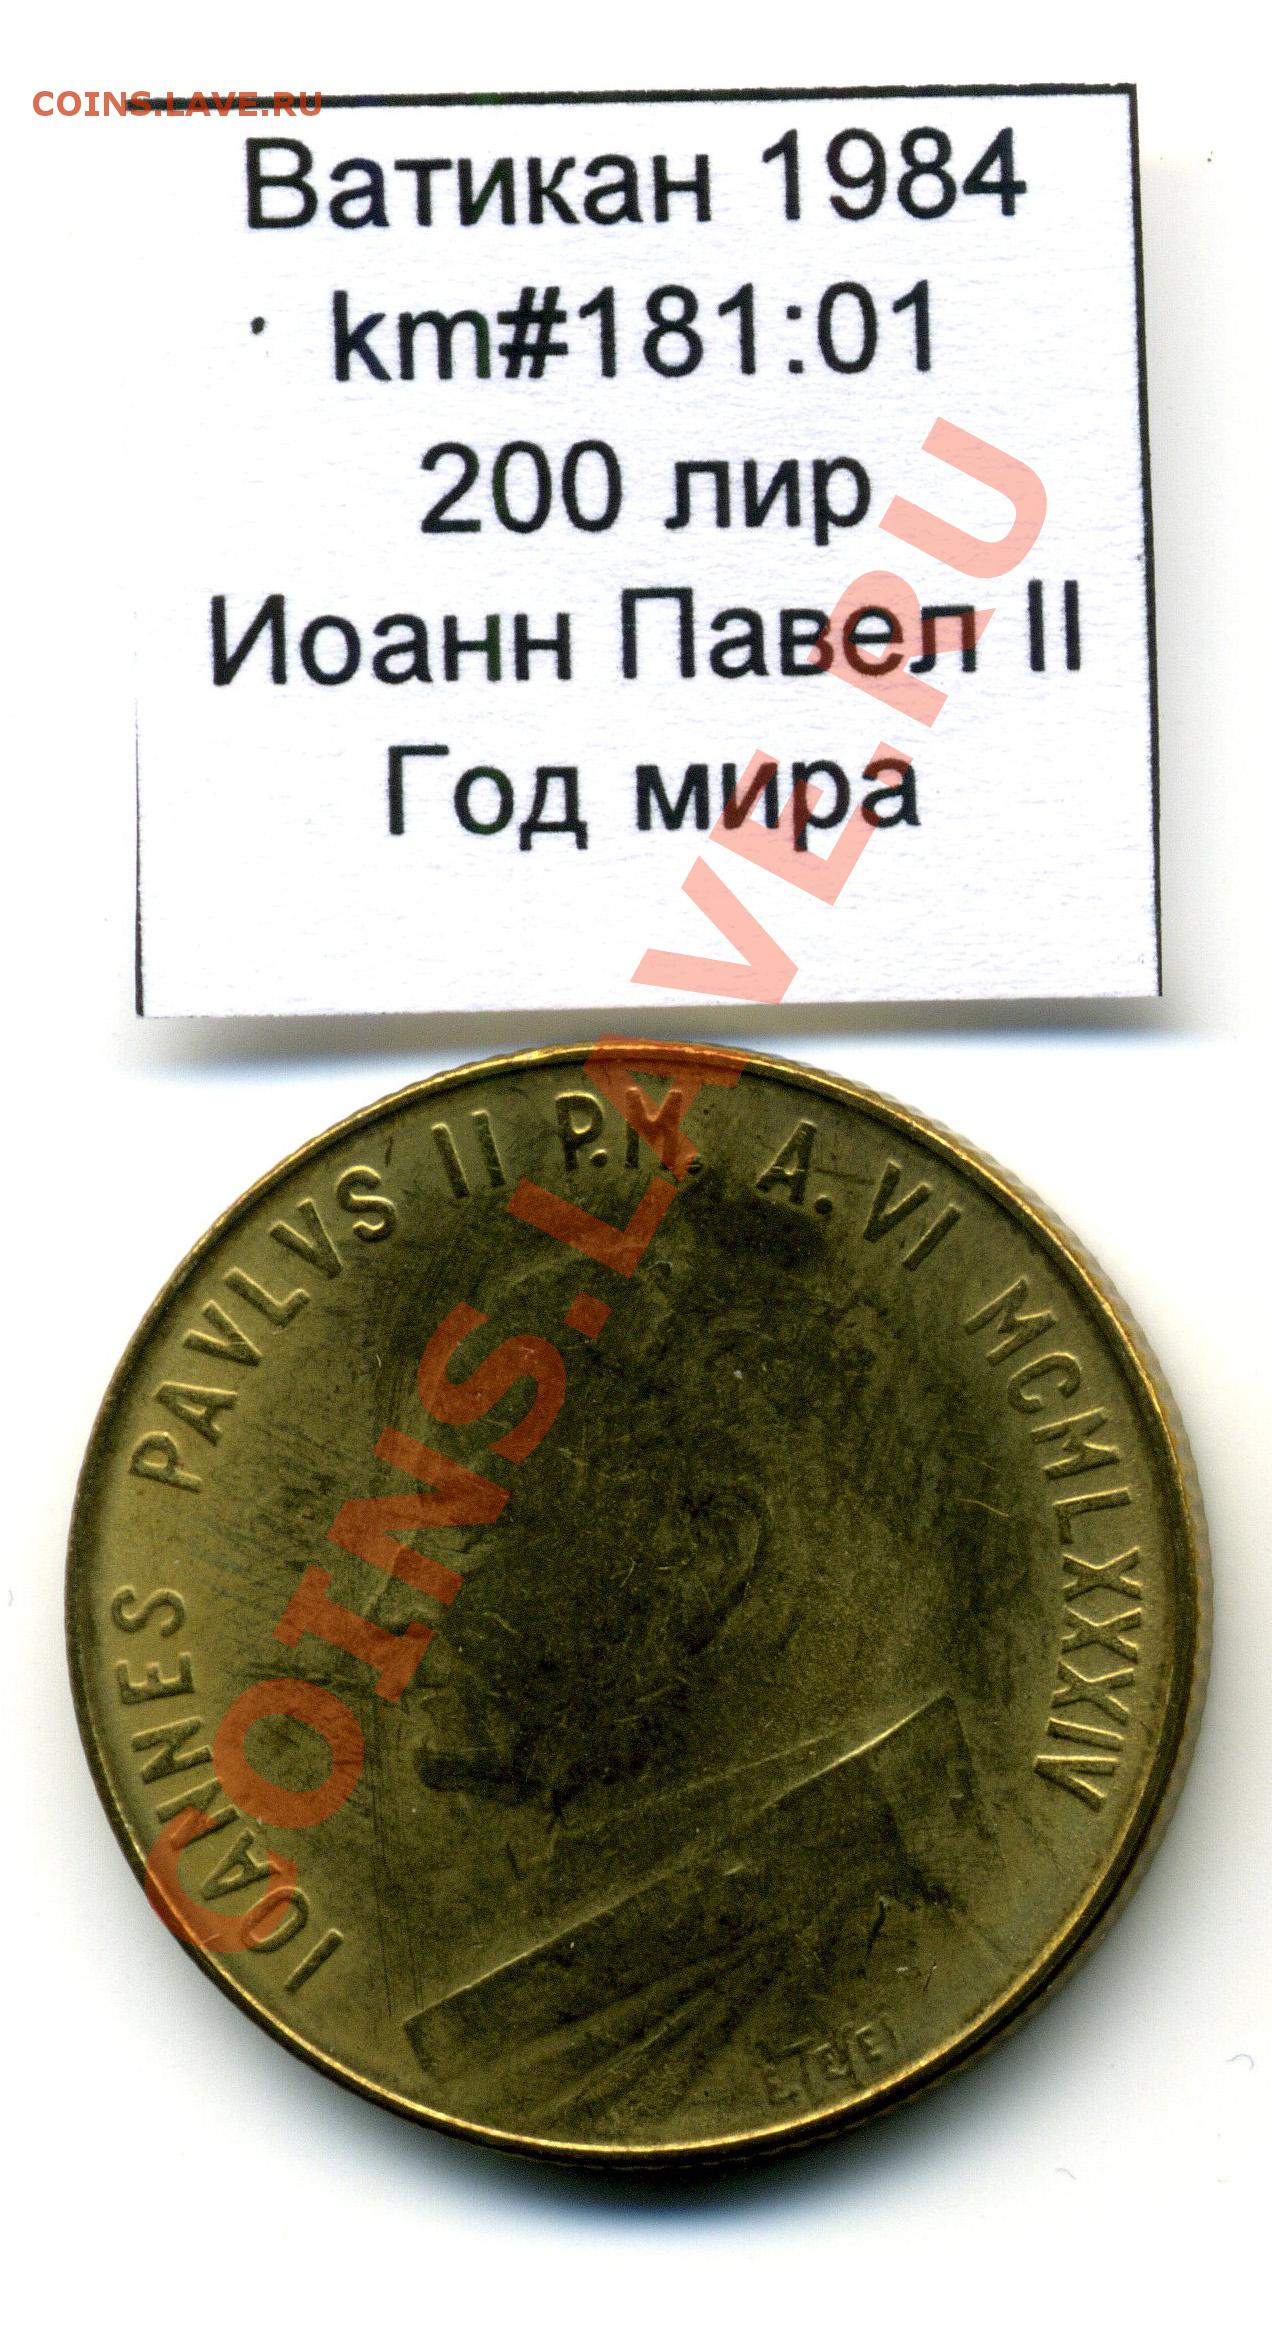 COINS.LAVE.RU
Ватикан 1984
km#181:01
200 лир
Иоанн Павел II
Год мира
COINS.LAVE.RU
IOANNES PAVLVS II P.M. A. VI MCMLXXXIV